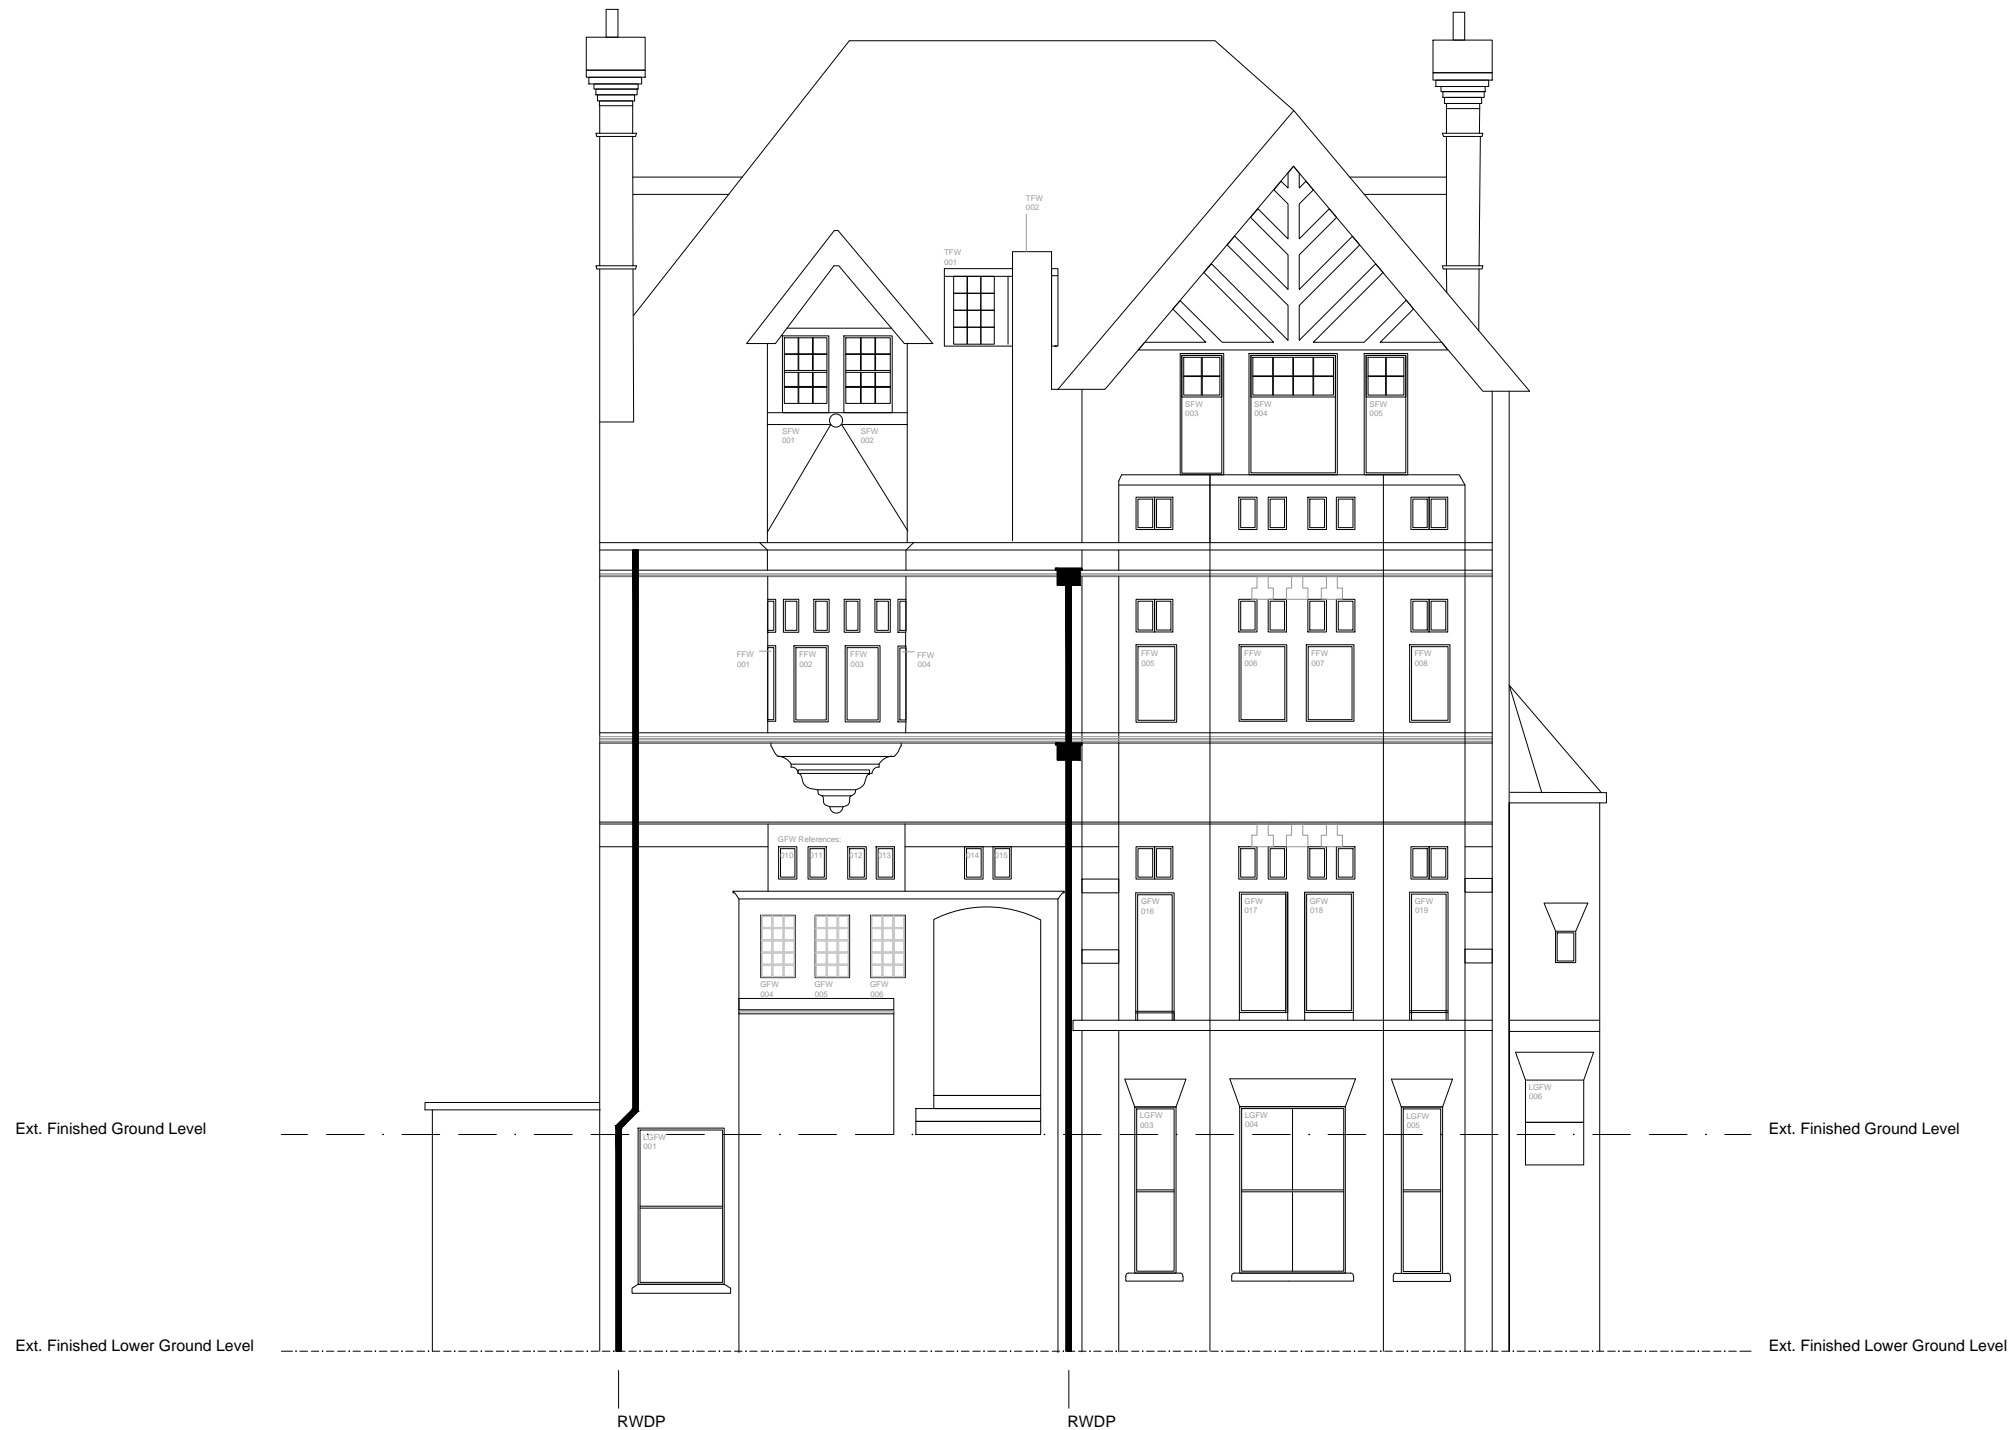 TFW
002
TFW
001
SFW
003
SFW
004
SFW
005
SFW
001
SFW
002
FFW
001
FFW
002
FFW
003
FFW
004
FFW
005
FFW
006
FFW
007
FFW
008
GFW References;
010
011
012
013
014
015
GFW
016
GFW
017
GFW
018
GFW
019
GFW
004
GFW
005
GFW
006
LGFW
006
LGFW
003
LGFW
004
LGFW
005
Ext. Finished Ground Level
Ext. Finished Ground Level
LGFW
001
Ext. Finished Lower Ground Level
Ext. Finished Lower Ground Level
RWDP
RWDP